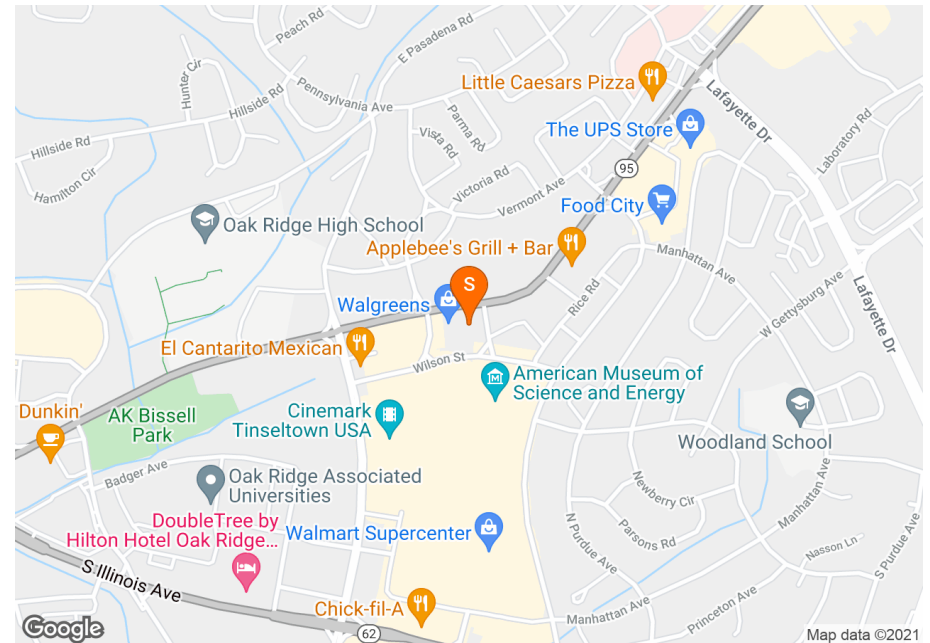 Peach Rd
E Pasadena Rd
Hunter Cir
Hillside Rd
Pennsylvania Ave
Little Caesars Pizza
Lafayette Dr
Parma Rd
Vista Rd
The UPS Store
Laboratory Rd
Hillside Rd
95
Hamilton Cir
Victoria Rd
Vermont Ave
Food City
Oak Ridge High School
Applebee's Grill + Bar
Manhattan Ave
S
Rice Rd
Walgreens
W Gettysburg Ave
Lafayette Dr
El Cantarito Mexican
Wilson St
American Museum of
Science and Energy
Dunkin'
AK Bissell
Park
Cinemark
Tinseltown USA
Woodland School
Badger Ave
Oak Ridge Associated
Universities
Newberry Cir
Manhattan Ave
DoubleTree by
Hilton Hotel Oak Ridge...
Walmart Supercenter
N Purdue Ave
Parsons Rd
Nasson Ln
S Purdue Ave
S Illinois Ave
Chick-fil-A
Manhattan Ave
Princeton Ave
62
Google
Map data ©2021